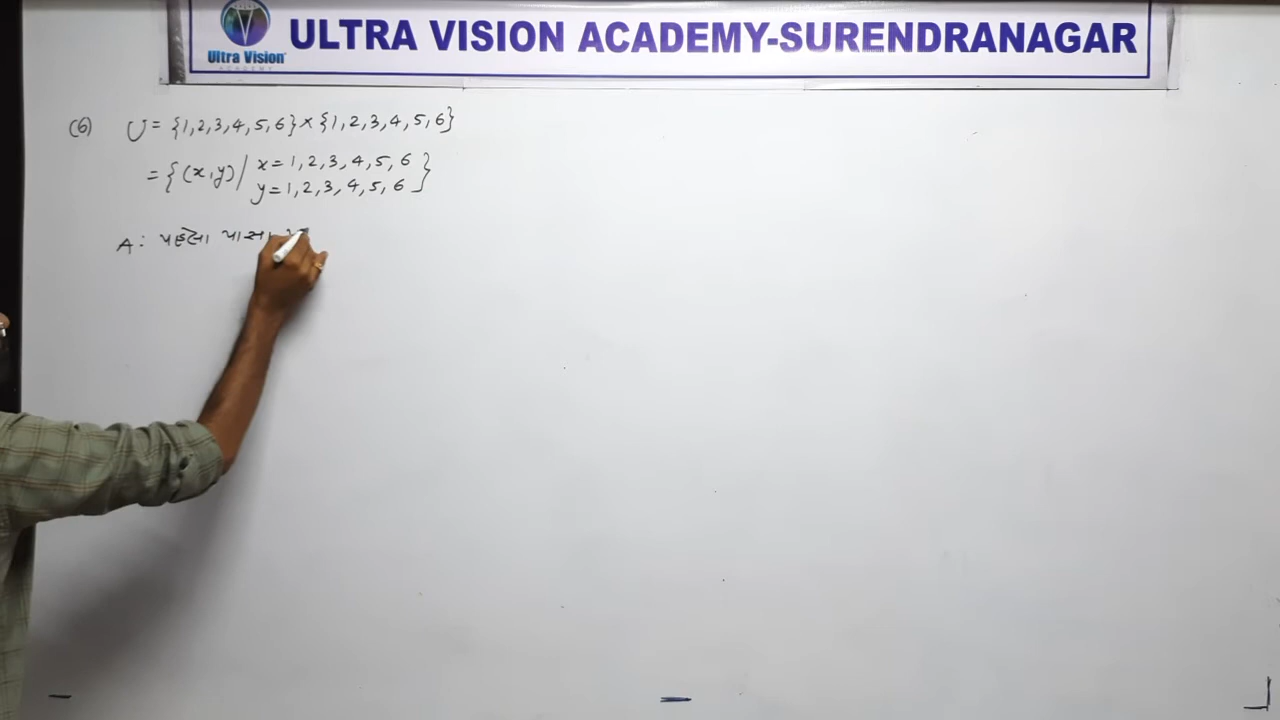 Ultra Vision
ACADEMY
ULTRA VISION ACADEMY-SURENDRANAGAR
(6) U = {1,2,3,4,5,6} × {1,2,3,4,5,6}
= {(x,y) / x = 1,2,3,4,5,6
y = 1,2,3,4,5,6 }
A: પહેલા પાસા